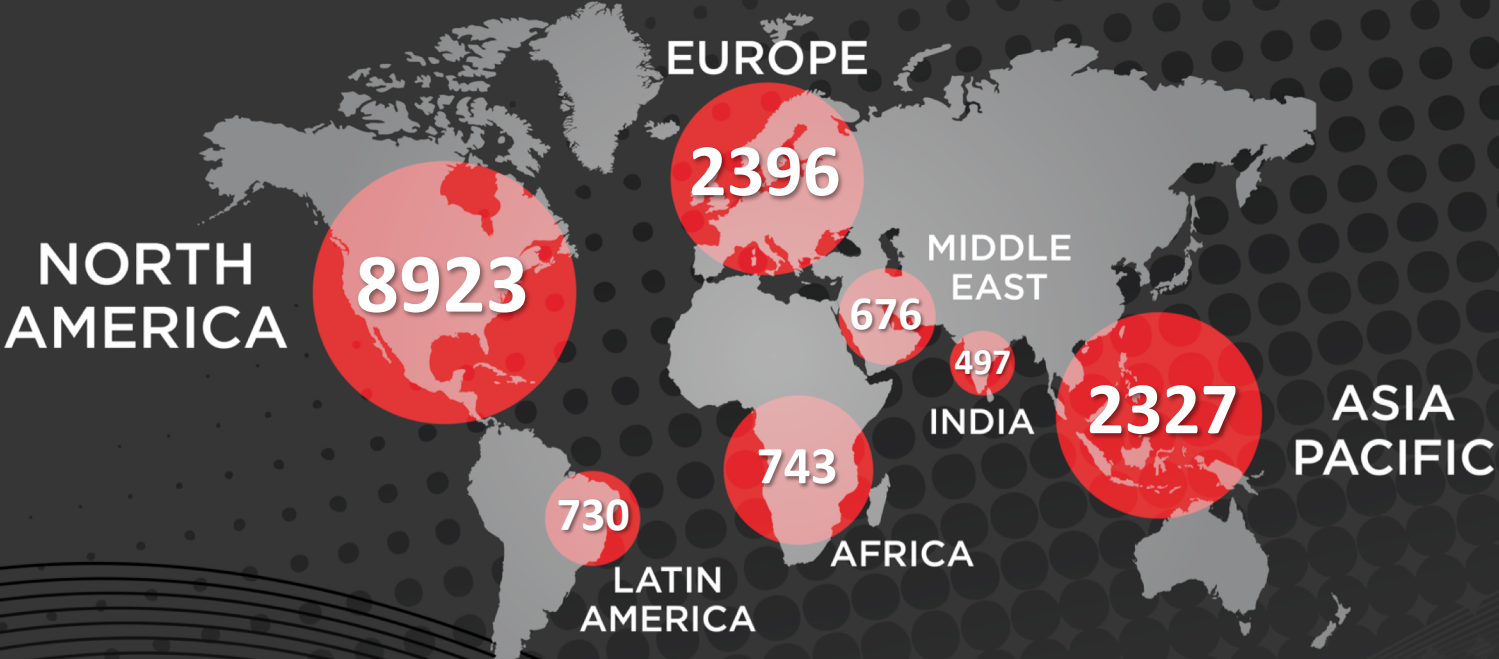 EUROPE
2396
NORTH
AMERICA
8923
MIDDLE
EAST
676
497
INDIA
2327
ASIA
PACIFIC
743
AFRICA
730
LATIN
AMERICA